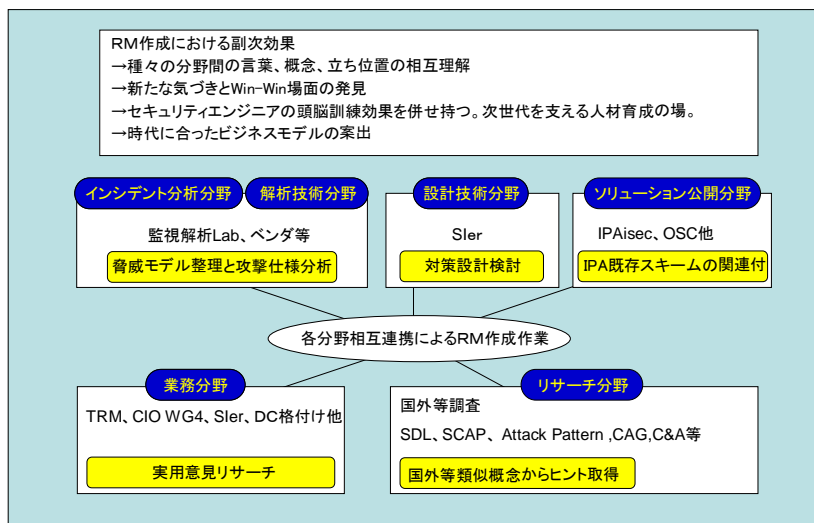 RM作成における副次効果
→種々の分野間の言葉、概念、立ち位置の相互理解
→新たな気づきとWin-Win場面の発見
→セキュリティエンジニアの頭脳訓練効果を併せ持つ。次世代を支える人材育成の場。
→時代に合ったビジネスモデルの案出
インシデント分析分野
解析技術分野
監視解析Lab、ベンダ等
脅威モデル整理と攻撃仕様分析
設計技術分野
SIer
対策設計検討
ソリューション公開分野
IPAisec、OSC他
IPA既存スキームの関連付
各分野相互連携によるRM作成作業
業務分野
TRM、CIO WG4、SIer、DC格付け他
実用意見リサーチ
リサーチ分野
国外等調査
SDL、SCAP、 Attack Pattern ,CAG,C&A等
国外等類似概念からヒント取得